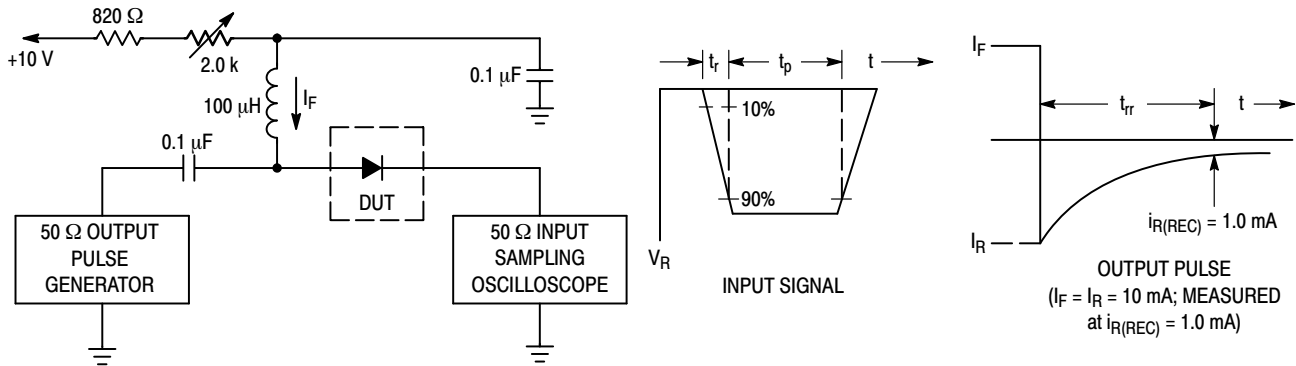 820 Ω
+10 V
2.0 k
0.1 µF
100 µH
I_F
0.1 µF
DUT
50 Ω OUTPUT
PULSE
GENERATOR
50 Ω INPUT
SAMPLING
OSCILLOSCOPE
t_r
t_p
t
10%
90%
V_R
INPUT SIGNAL
I_F
t_rr
t
I_R
i_R(REC) = 1.0 mA
OUTPUT PULSE
(I_F = I_R = 10 mA; MEASURED
at i_R(REC) = 1.0 mA)